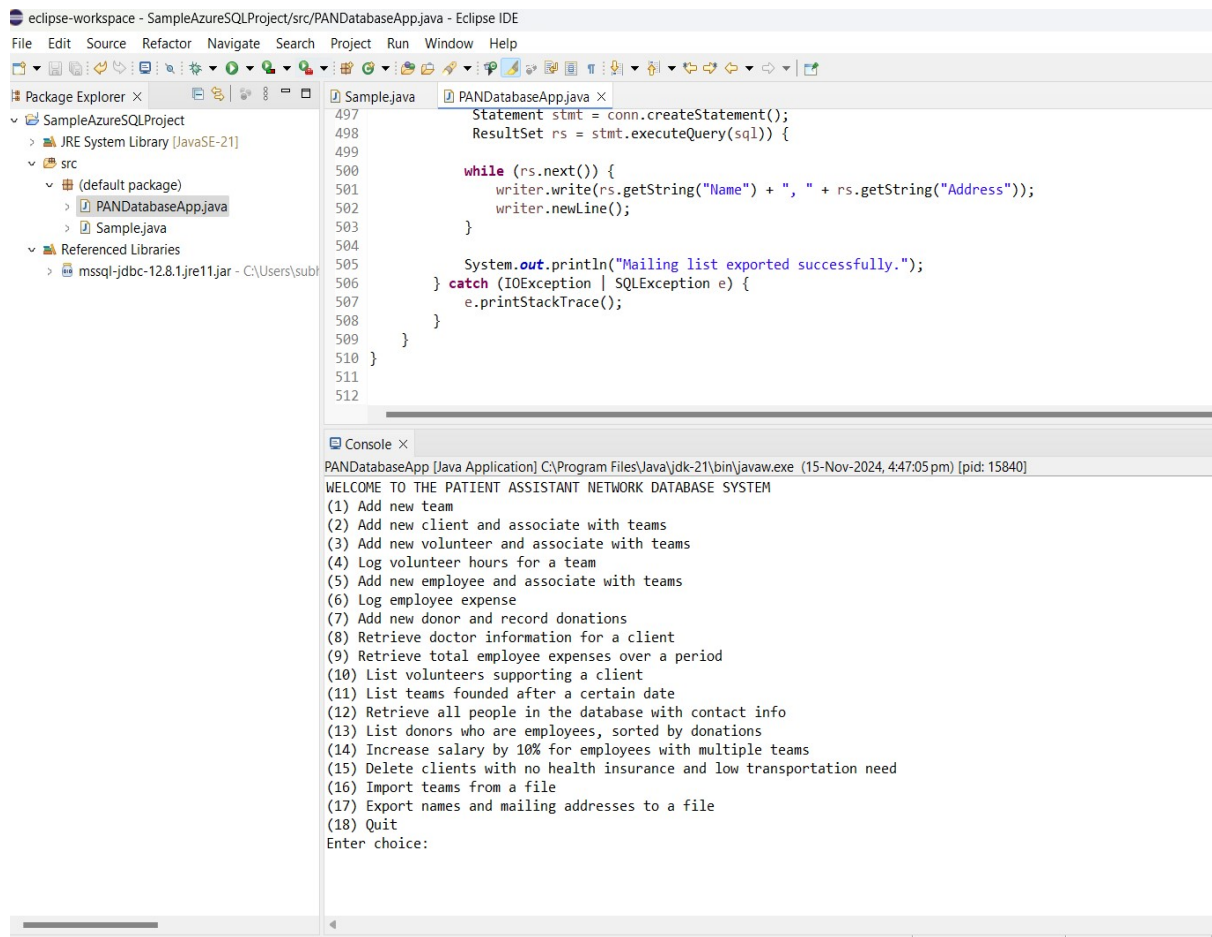 eclipse-workspace - SampleAzureSQLProject/src/PANDatabaseApp.java - Eclipse IDE
File Edit Source Refactor Navigate Search Project Run Window Help
Package Explorer
SampleAzureSQLProject
JRE System Library [JavaSE-21]
src
(default package)
PANDatabaseApp.java
Sample.java
Referenced Libraries
mssql-jdbc-12.8.1.jre11.jar - C:\Users\subh
Sample.java PANDatabaseApp.java
497 Statement stmt = conn.createStatement();
498 ResultSet rs = stmt.executeQuery(sql)) {
499
500 while (rs.next()) {
501 writer.write(rs.getString("Name") + ", " + rs.getString("Address"));
502 writer.newLine();
503 }
504
505 System.out.println("Mailing list exported successfully.");
506 } catch (IOException | SQLException e) {
507 e.printStackTrace();
508 }
509 }
510 }
511
512
Console
PANDatabaseApp [Java Application] C:\Program Files\Java\jdk-21\bin\javaw.exe (15-Nov-2024, 4:47:05 pm) [pid: 15840]
WELCOME TO THE PATIENT ASSISTANT NETWORK DATABASE SYSTEM
(1) Add new team
(2) Add new client and associate with teams
(3) Add new volunteer and associate with teams
(4) Log volunteer hours for a team
(5) Add new employee and associate with teams
(6) Log employee expense
(7) Add new donor and record donations
(8) Retrieve doctor information for a client
(9) Retrieve total employee expenses over a period
(10) List volunteers supporting a client
(11) List teams founded after a certain date
(12) Retrieve all people in the database with contact info
(13) List donors who are employees, sorted by donations
(14) Increase salary by 10% for employees with multiple teams
(15) Delete clients with no health insurance and low transportation need
(16) Import teams from a file
(17) Export names and mailing addresses to a file
(18) Quit
Enter choice: